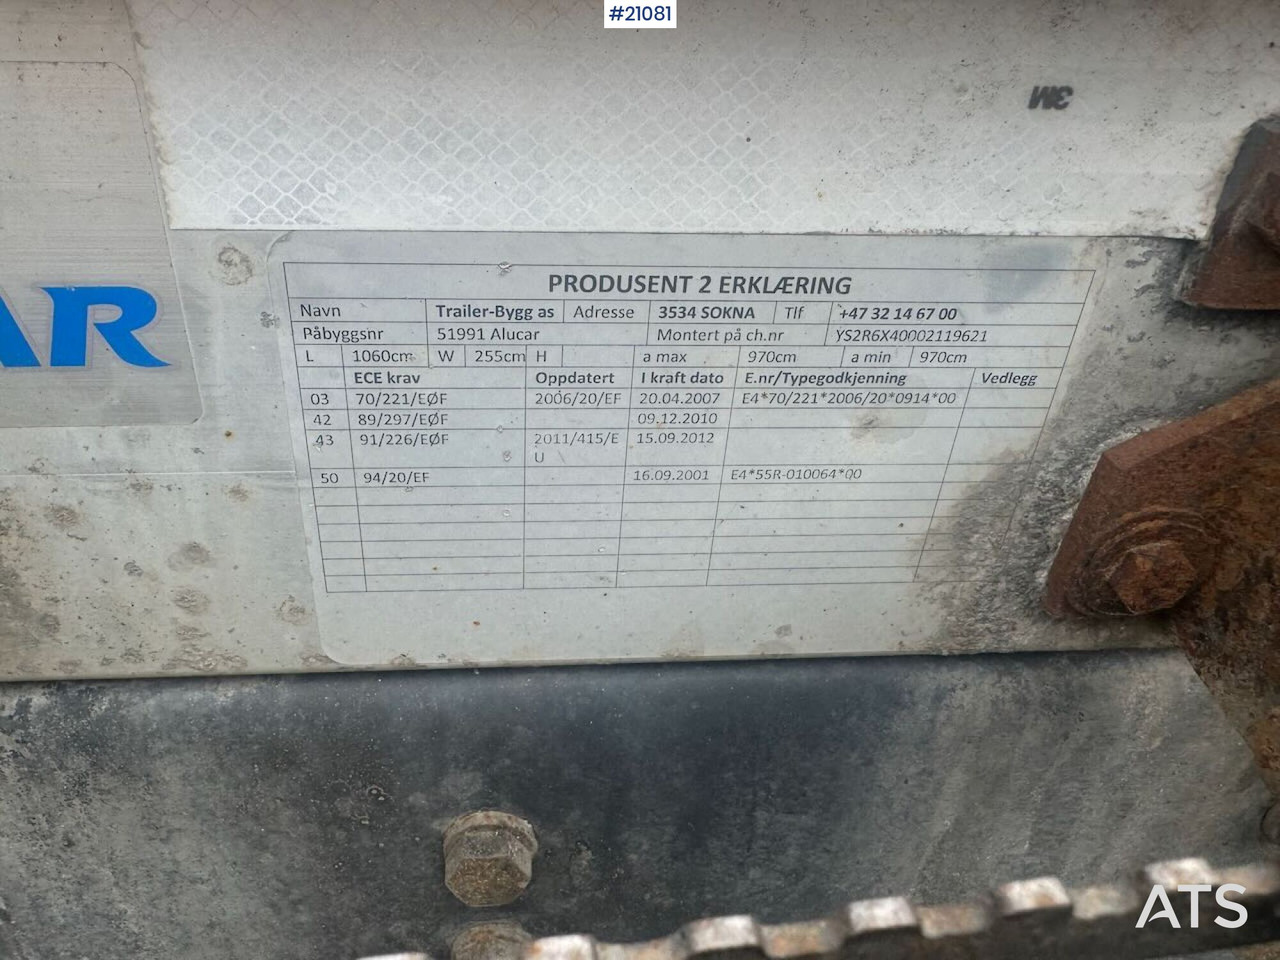 #21081
3M
AR
PRODUSENT 2 ERKLÆRING
Navn Trailer-Bygg as Adresse 3534 SOKNA Tlf +47 32 14 67 00
Påbyggsnr 51991 Alucar Montert på ch.nr YS2R6X40002119621
L 1060cm W 255cm H a max 970cm a min 970cm
ECE krav Oppdatert I kraft dato E.nr/Typegodkjenning Vedlegg
03 70/221/EØF 2006/20/EF 20.04.2007 E4*70/221*2006/20*0914*00
42 89/297/EØF 09.12.2010
43 91/226/EØF 2011/415/E 15.09.2012
U
50 94/20/EF 16.09.2001 E4*55R-010064*00
ATS